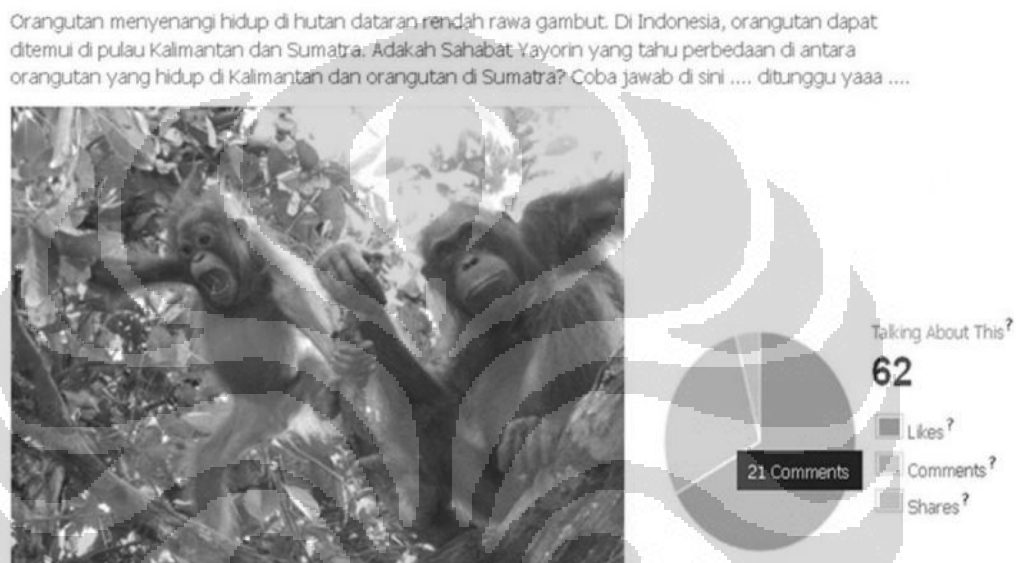 Orangutan menyenangi hidup di hutan dataran rendah rawa gambut. Di Indonesia, orangutan dapat
ditemui di pulau Kalimantan dan Sumatra. Adakah Sahabat Yayorin yang tahu perbedaan di antara
orangutan yang hidup di Kalimantan dan orangutan di Sumatra? Coba jawab di sini .... ditunggu yaaa ....
Talking About This?
62
Likes?
21 Comments
Comments?
Shares?